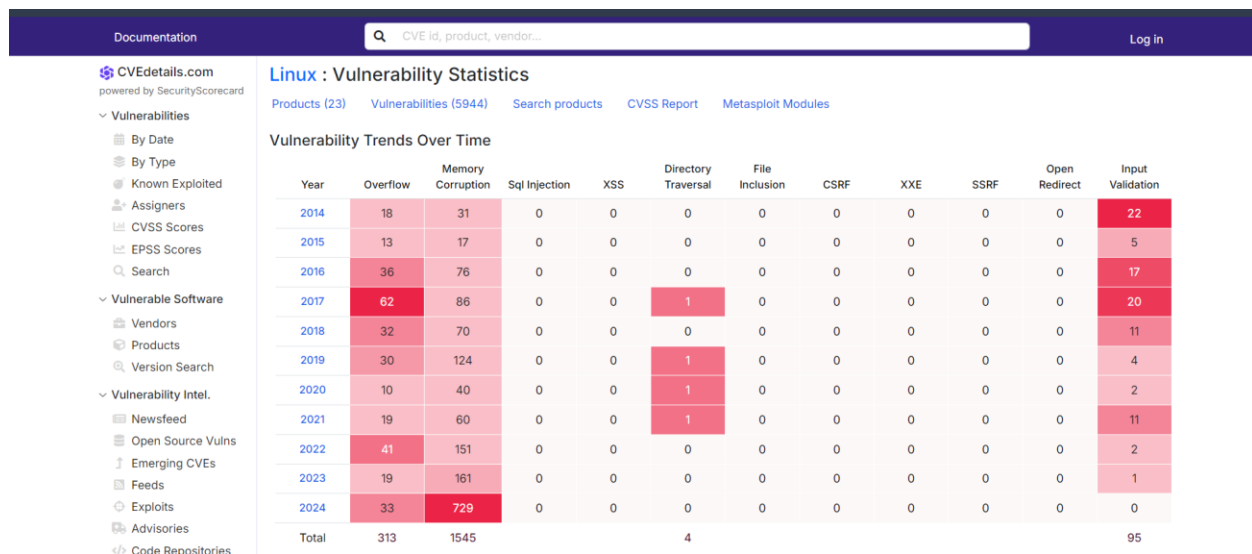 Documentation
CVE id, product, vendor...
Log in
CVEdetails.com
powered by SecurityScorecard
Vulnerabilities
By Date
By Type
Known Exploited
Assigners
CVSS Scores
EPSS Scores
Search
Vulnerable Software
Vendors
Products
Version Search
Vulnerability Intel.
Newsfeed
Open Source Vulns
Emerging CVEs
Feeds
Exploits
Advisories
Code Repositories
Linux : Vulnerability Statistics
Products (23) Vulnerabilities (5944) Search products CVSS Report Metasploit Modules
Vulnerability Trends Over Time
Year Overflow Memory Corruption Sql Injection XSS Directory Traversal File Inclusion CSRF XXE SSRF Open Redirect Input Validation
2014 18 31 0 0 0 0 0 0 0 0 22
2015 13 17 0 0 0 0 0 0 0 0 5
2016 36 76 0 0 0 0 0 0 0 0 17
2017 62 86 0 0 1 0 0 0 0 0 20
2018 32 70 0 0 0 0 0 0 0 0 11
2019 30 124 0 0 1 0 0 0 0 0 4
2020 10 40 0 0 1 0 0 0 0 0 2
2021 19 60 0 0 1 0 0 0 0 0 11
2022 41 151 0 0 0 0 0 0 0 0 2
2023 19 161 0 0 0 0 0 0 0 0 1
2024 33 729 0 0 0 0 0 0 0 0 0
Total 313 1545 4 95